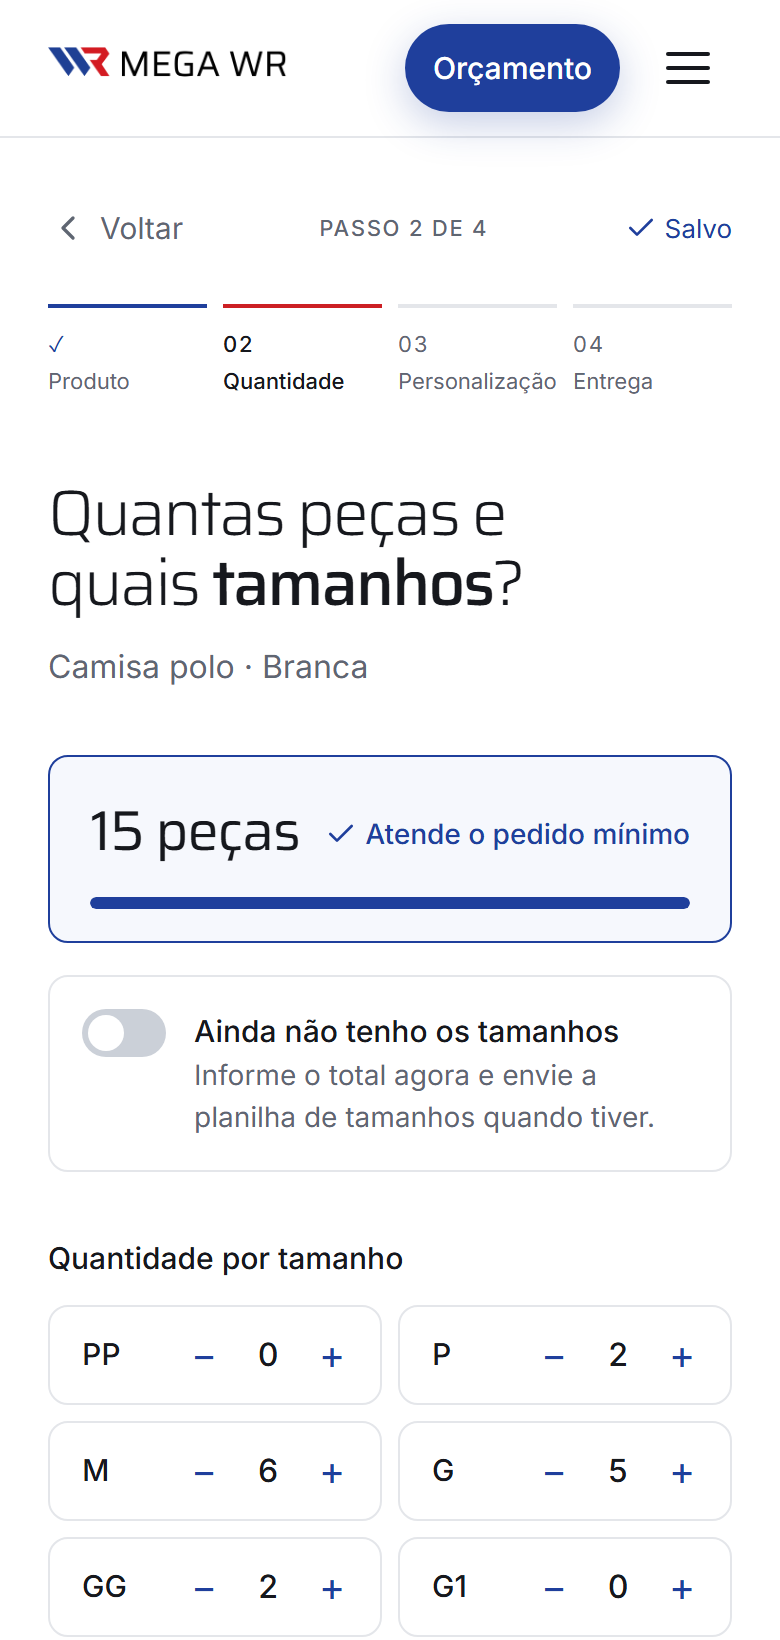 MEGA WR
Orçamento
Voltar
PASSO 2 DE 4
✓ Salvo
✓
Produto
02
Quantidade
03
Personalização
04
Entrega
Quantas peças e
quais tamanhos?
Camisa polo · Branca
15 peças
✓ Atende o pedido mínimo
Ainda não tenho os tamanhos
Informe o total agora e envie a
planilha de tamanhos quando tiver.
Quantidade por tamanho
PP – 0 +
P – 2 +
M – 6 +
G – 5 +
GG – 2 +
G1 – 0 +